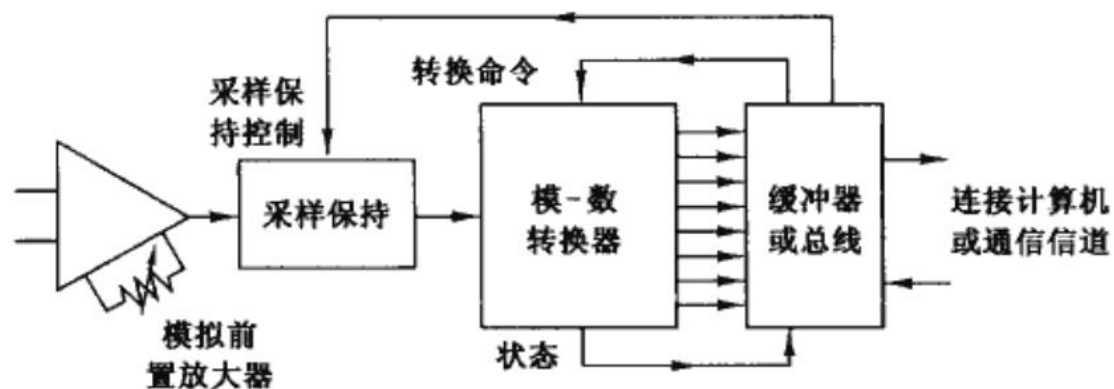 转换命令
采样保
持控制
采样保持
模-数
转换器
缓冲器
或总线
连接计算机
或通信信道
模拟前
置放大器
状态